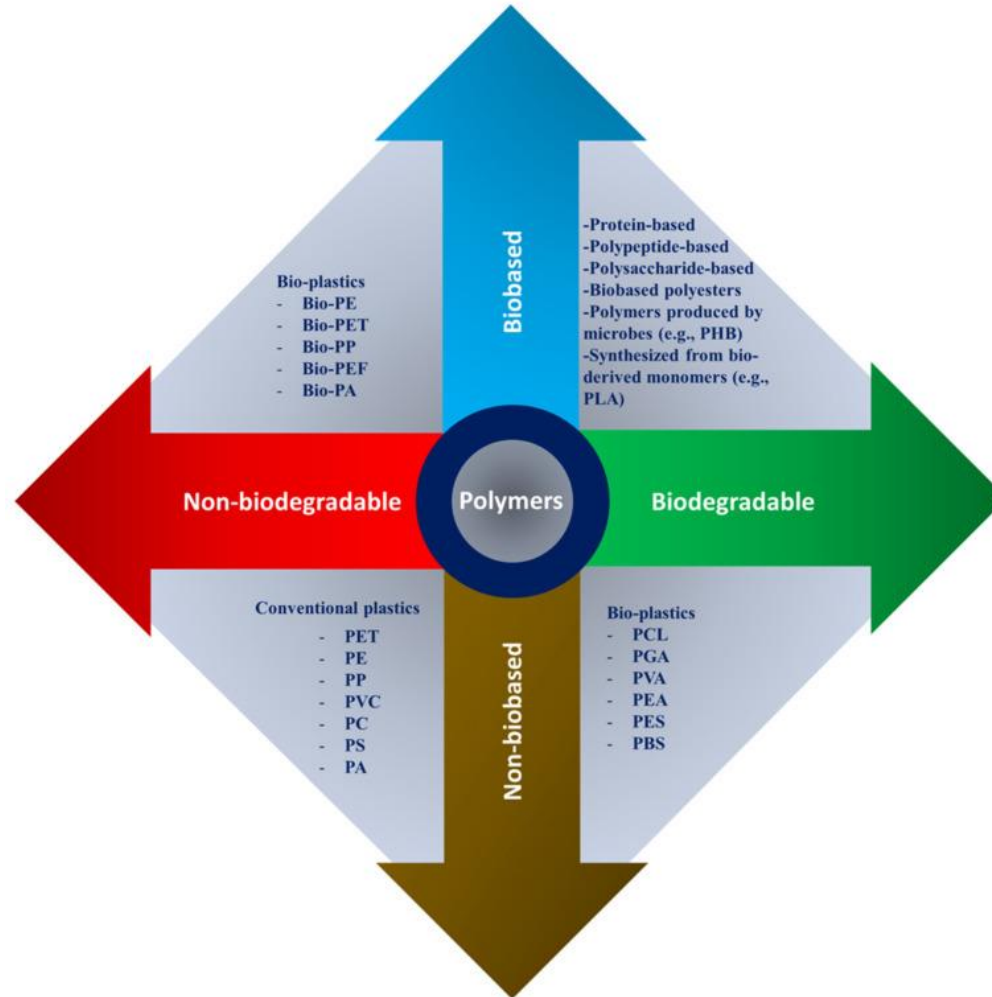 Biobased
-Protein-based
-Polypeptide-based
-Polysaccharide-based
-Biobased polyesters
-Polymers produced by
microbes (e.g., PHB)
-Synthesized from bio-
derived monomers (e.g.,
PLA)
Bio-plastics
- Bio-PE
- Bio-PET
- Bio-PP
- Bio-PEF
- Bio-PA
Non-biodegradable
Polymers
Biodegradable
Conventional plastics
- PET
- PE
- PP
- PVC
- PC
- PS
- PA
Non-biobased
Bio-plastics
- PCL
- PGA
- PVA
- PEA
- PES
- PBS